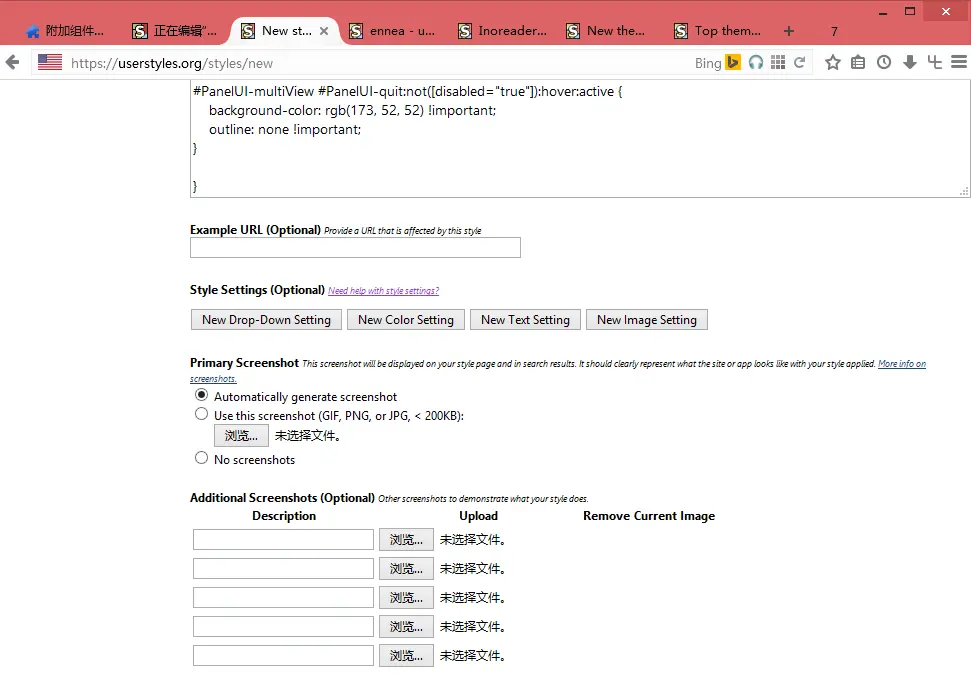 附加组件...
正在编辑“...
New st...
ennea - u...
Inoreader...
New the...
Top them...
7
https://userstyles.org/styles/new
Bing
#PanelUI-multiView #PanelUI-quit:not([disabled="true"]):hover:active {
background-color: rgb(173, 52, 52) !important;
outline: none !important;
}
}
Example URL (Optional) Provide a URL that is affected by this style
Style Settings (Optional) Need help with style settings?
New Drop-Down Setting New Color Setting New Text Setting New Image Setting
Primary Screenshot This screenshot will be displayed on your style page and in search results. It should clearly represent what the site or app looks like with your style applied. More info on
screenshots.
Automatically generate screenshot
Use this screenshot (GIF, PNG, or JPG, < 200KB):
浏览... 未选择文件。
No screenshots
Additional Screenshots (Optional) Other screenshots to demonstrate what your style does.
Description Upload Remove Current Image
浏览... 未选择文件。
浏览... 未选择文件。
浏览... 未选择文件。
浏览... 未选择文件。
浏览... 未选择文件。